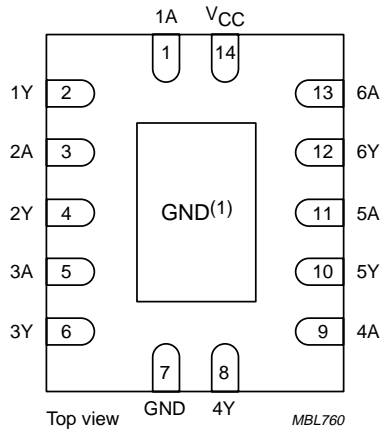 1A VCC
1 14
1Y 2 13 6A
2A 3 12 6Y
2Y 4 GND(1) 11 5A
3A 5 10 5Y
3Y 6 9 4A
7 8
Top view GND 4Y MBL760